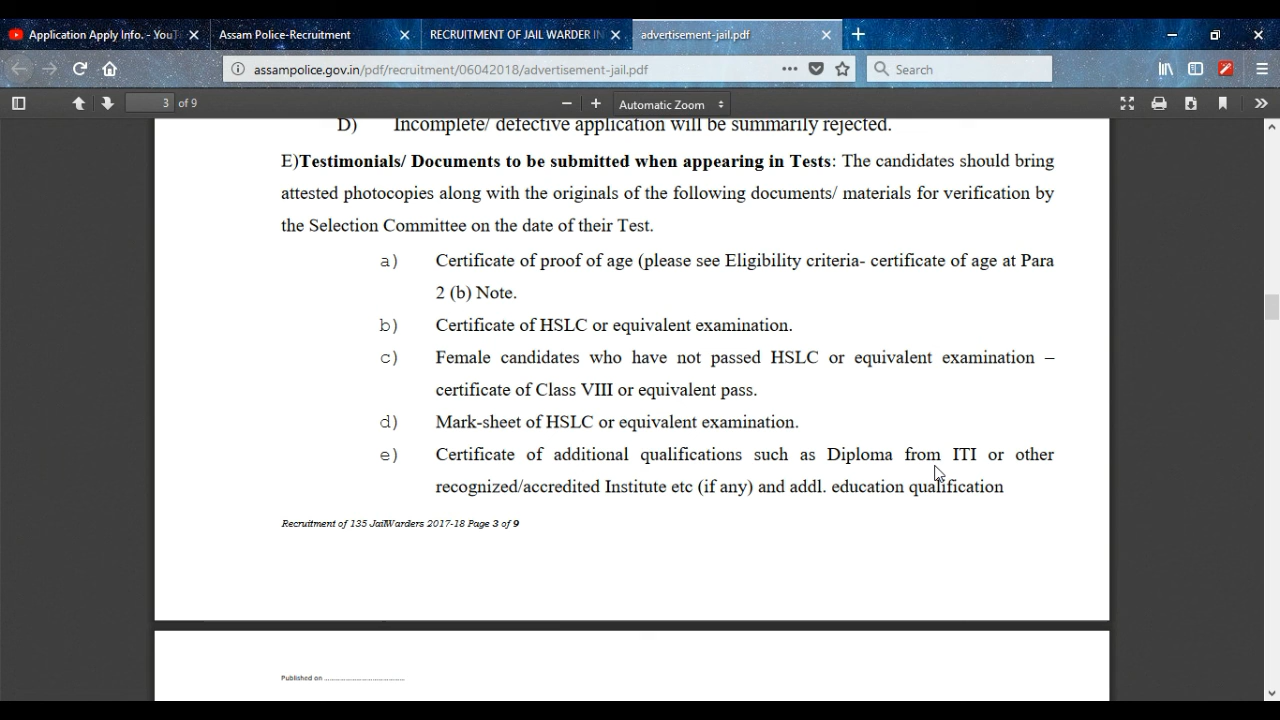 Application Apply Info. - YouT
Assam Police-Recruitment
RECRUITMENT OF JAIL WARDER IN
advertisement-jail.pdf
assampolice.gov.in/pdf/recruitment/06042018/advertisement-jail.pdf
Search
3 of 9
Automatic Zoom
D) Incomplete/ defective application will be summarily rejected.
E)Testimonials/ Documents to be submitted when appearing in Tests: The candidates should bring
attested photocopies along with the originals of the following documents/ materials for verification by
the Selection Committee on the date of their Test.
a) Certificate of proof of age (please see Eligibility criteria- certificate of age at Para
2 (b) Note.
b) Certificate of HSLC or equivalent examination.
c) Female candidates who have not passed HSLC or equivalent examination –
certificate of Class VIII or equivalent pass.
d) Mark-sheet of HSLC or equivalent examination.
e) Certificate of additional qualifications such as Diploma from ITI or other
recognized/accredited Institute etc (if any) and addl. education qualification
Recruitment of 135 JailWarders 2017-18 Page 3 of 9
Published on ............................................